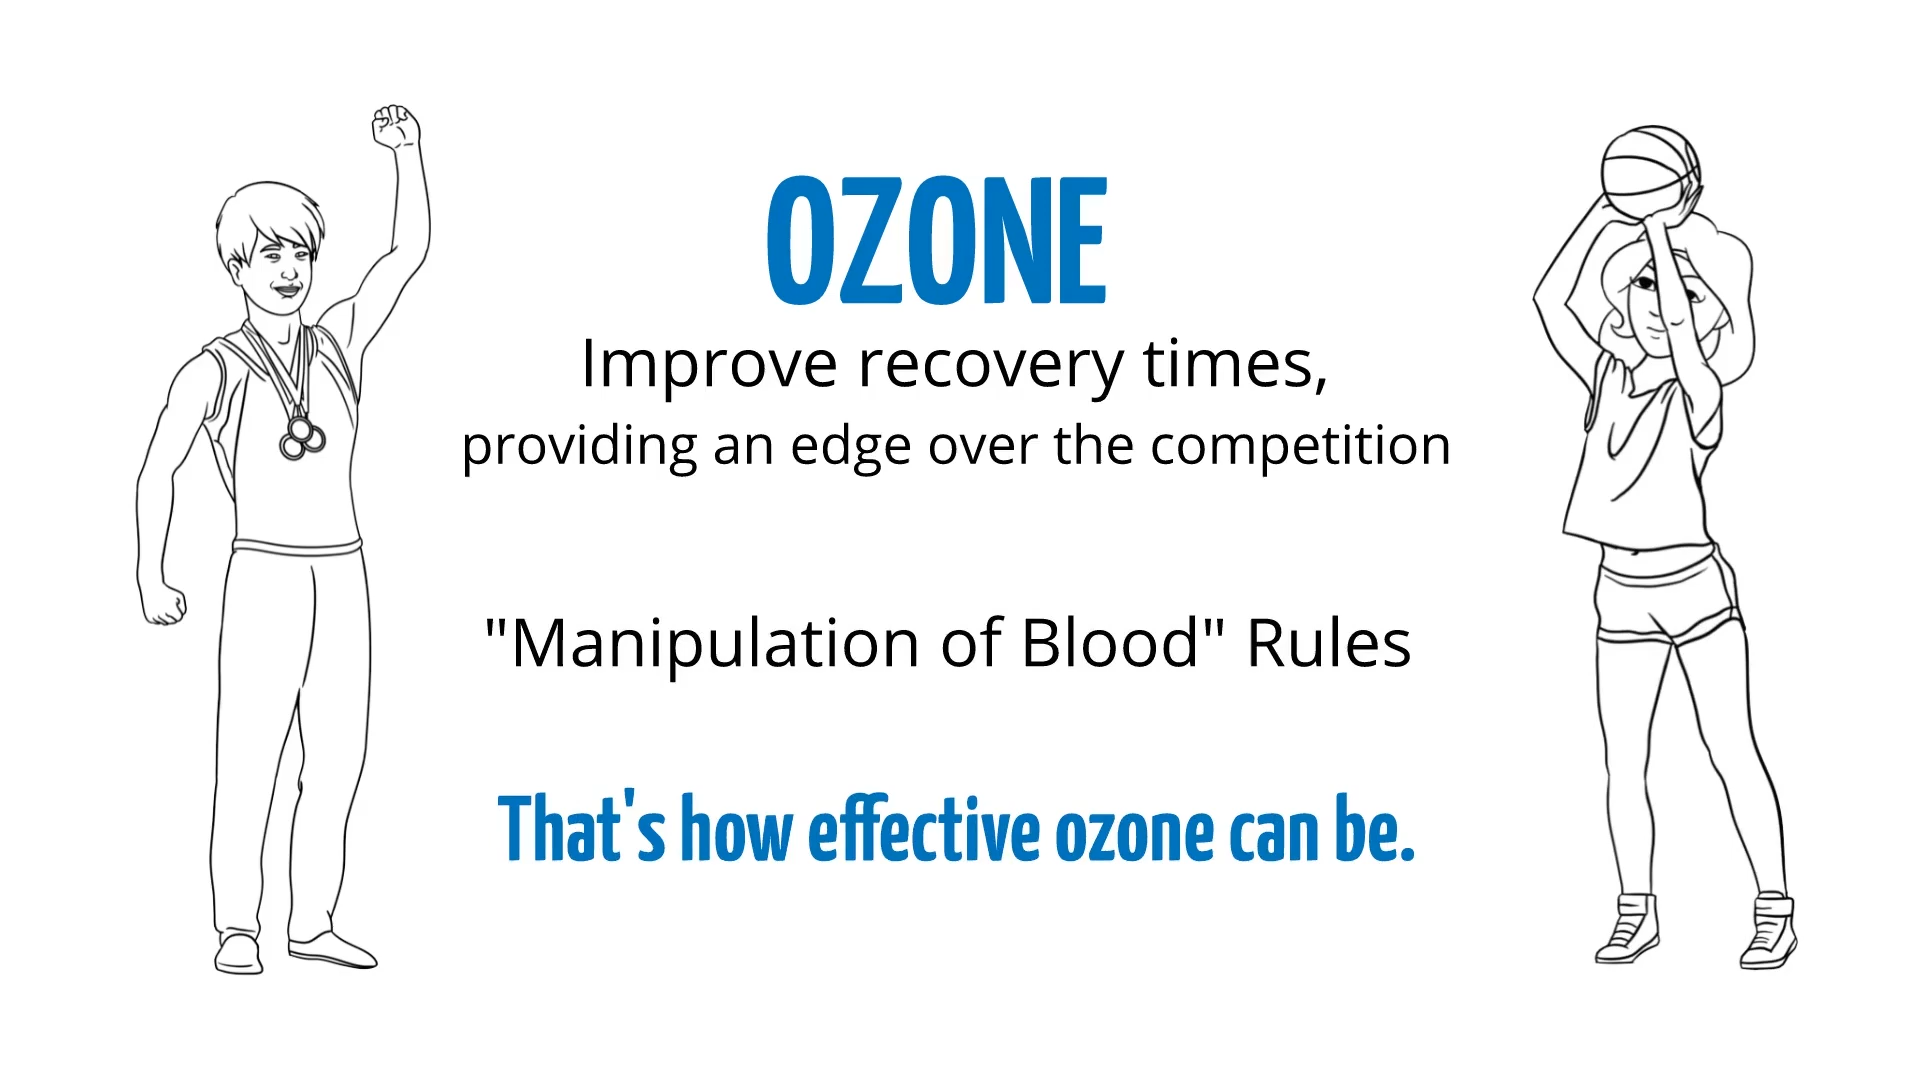 OZONE
Improve recovery times,
providing an edge over the competition
"Manipulation of Blood" Rules
That's how effective ozone can be.